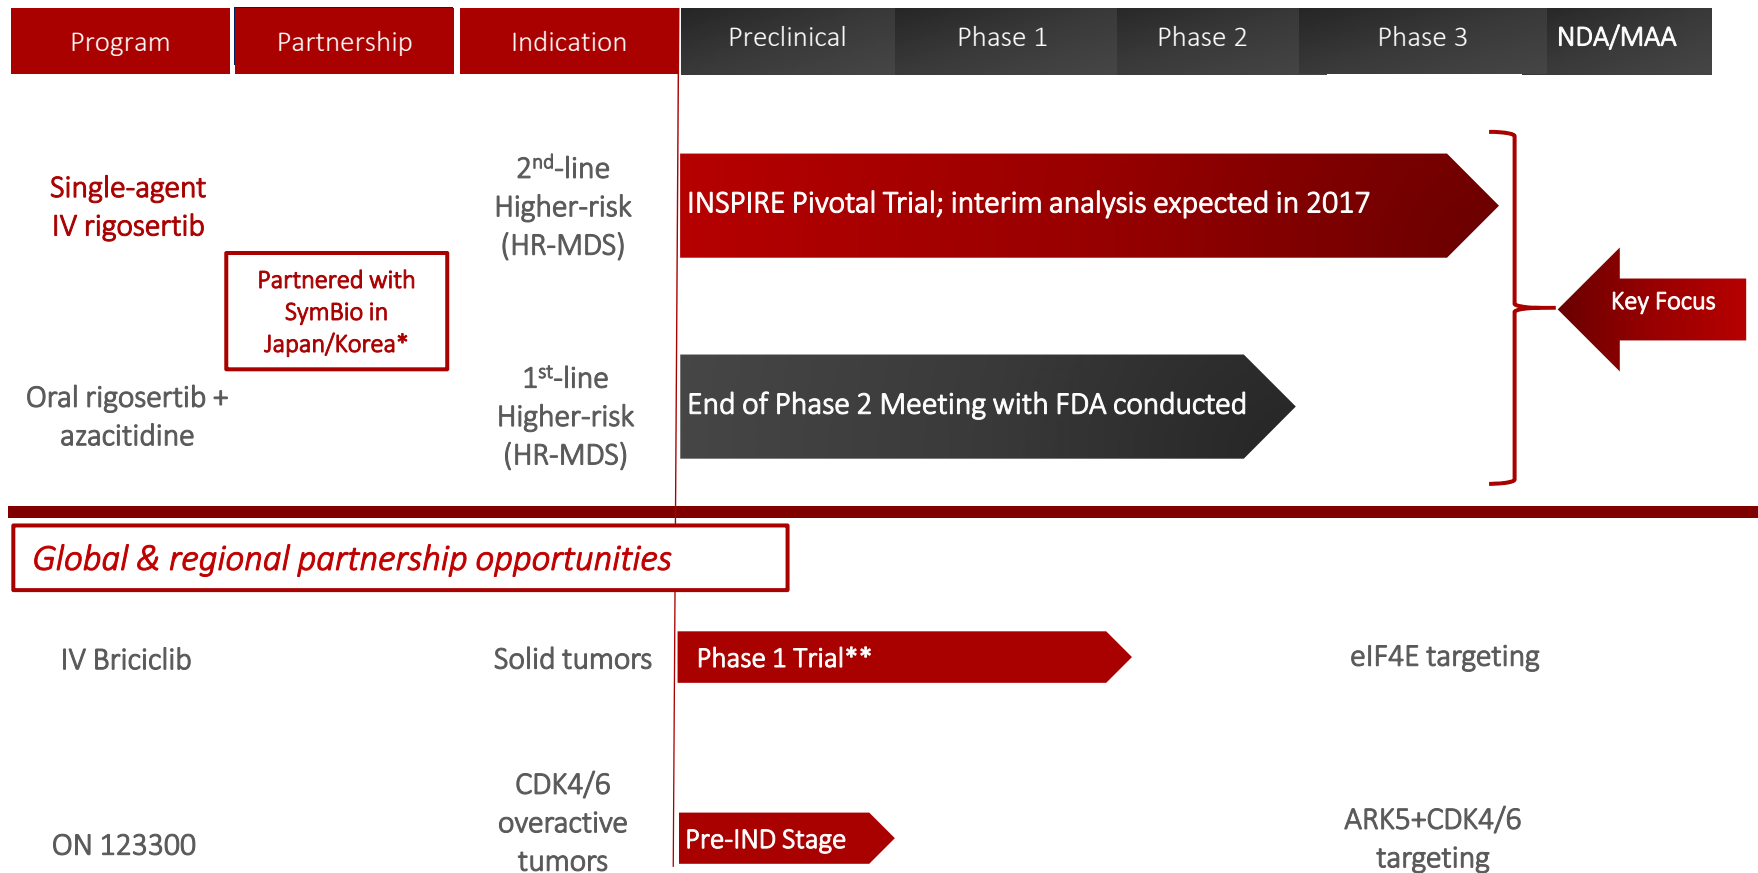 Program
Partnership
Indication
Preclinical
Phase 1
Phase 2
Phase 3
NDA/MAA
Single-agent
IV rigosertib
2nd-line
Higher-risk
(HR-MDS)
INSPIRE Pivotal Trial; interim analysis expected in 2017
Partnered with
SymBio in
Japan/Korea*
Key Focus
Oral rigosertib +
azacitidine
1st-line
Higher-risk
(HR-MDS)
End of Phase 2 Meeting with FDA conducted
Global & regional partnership opportunities
IV Briciclib
Solid tumors
Phase 1 Trial**
eIF4E targeting
ON 123300
CDK4/6
overactive
tumors
Pre-IND Stage
ARK5+CDK4/6
targeting